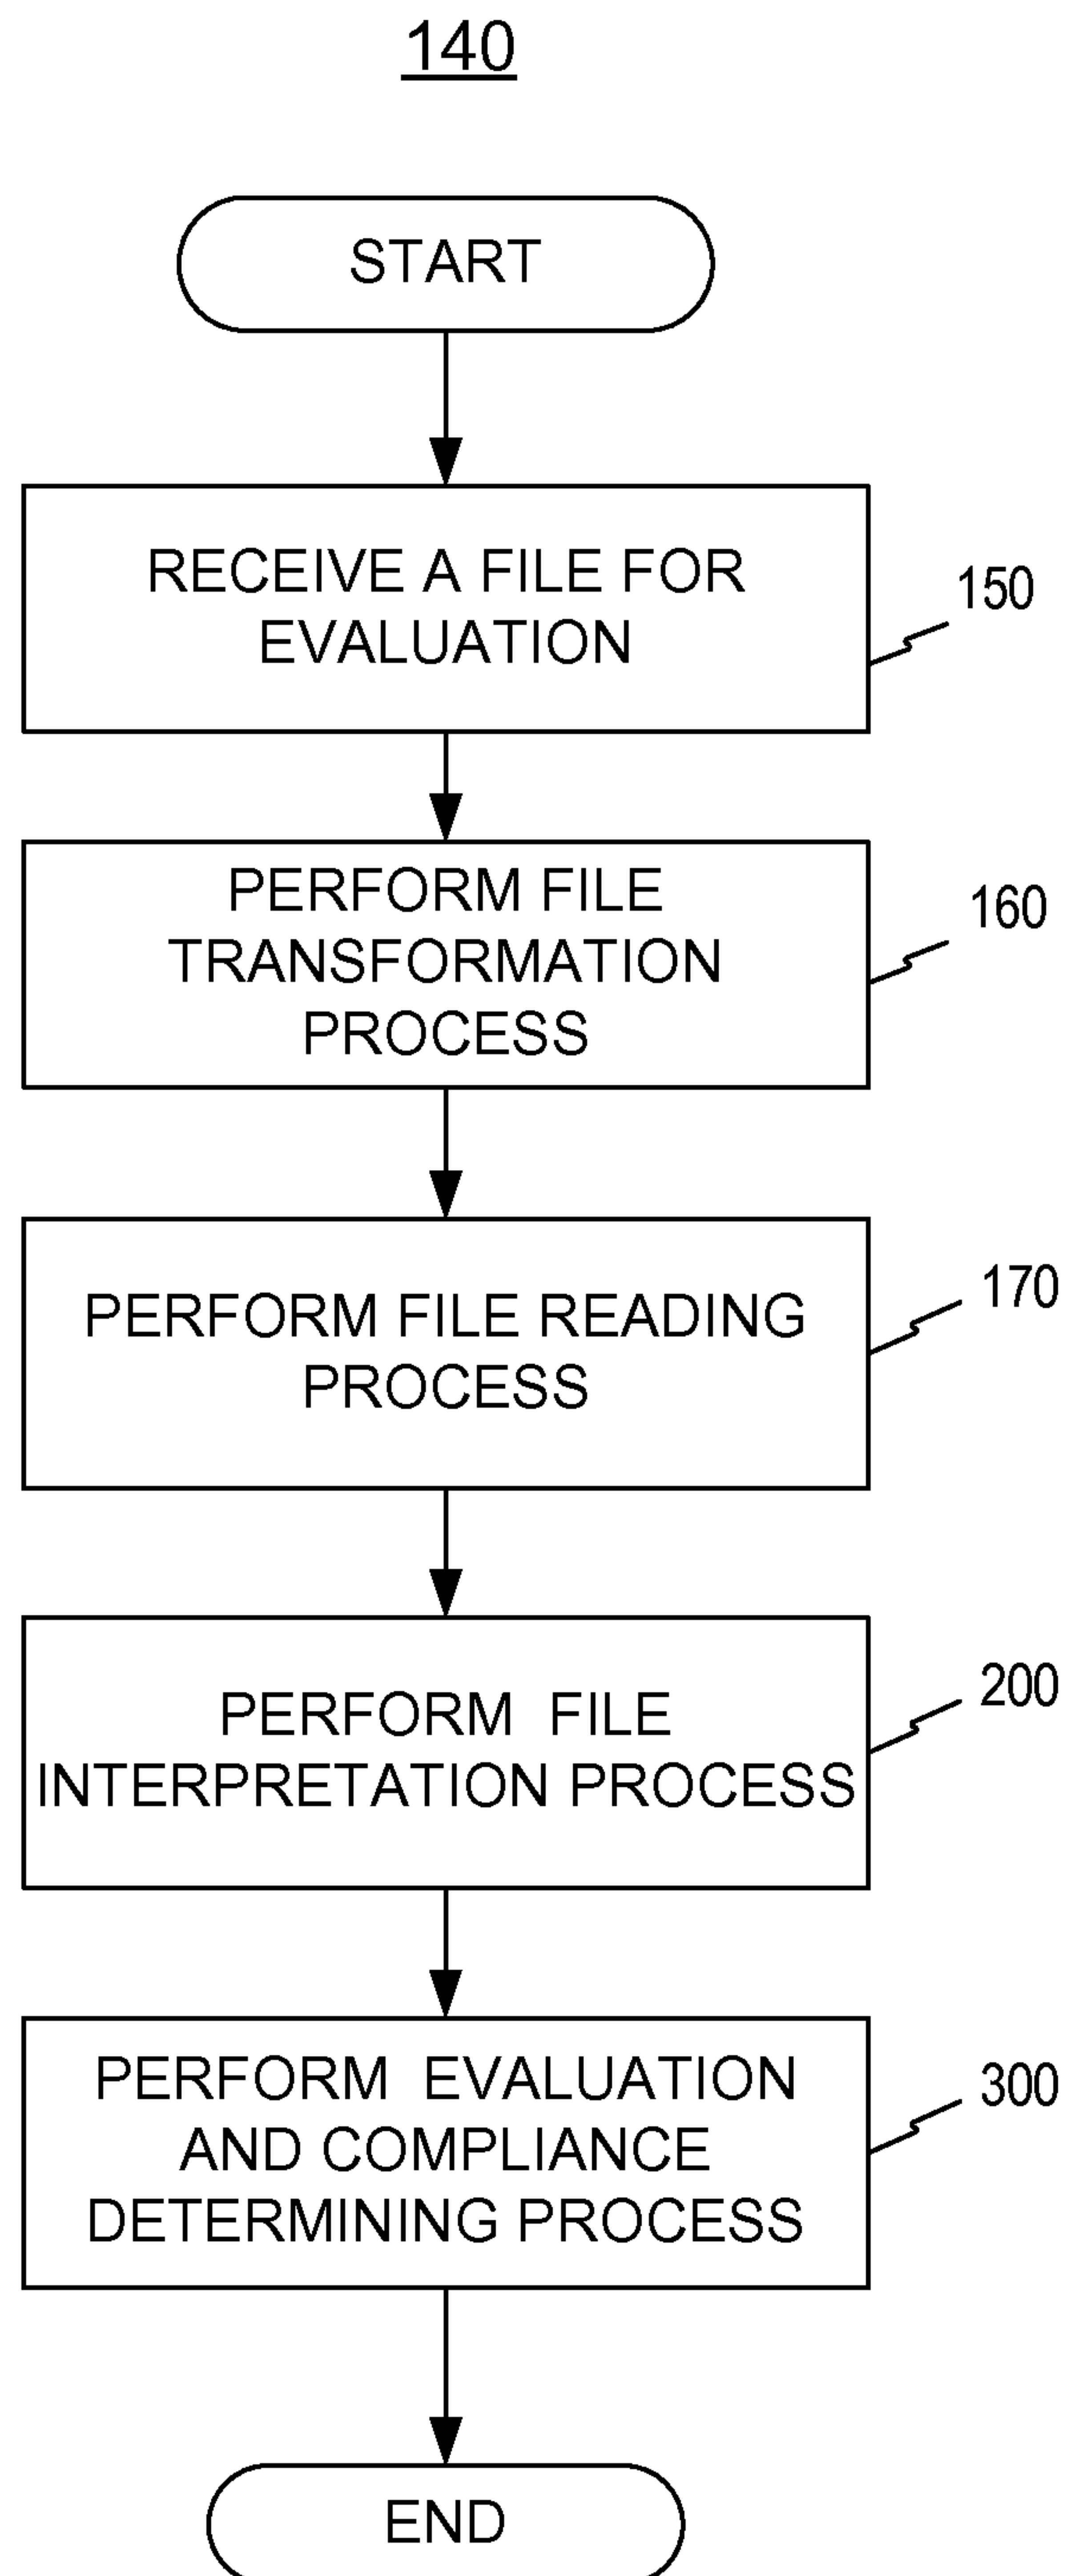 140
START
RECEIVE A FILE FOR
EVALUATION
150
PERFORM FILE
TRANSFORMATION
PROCESS
160
PERFORM FILE READING
PROCESS
170
PERFORM FILE
INTERPRETATION PROCESS
200
PERFORM EVALUATION
AND COMPLIANCE
DETERMINING PROCESS
300
END